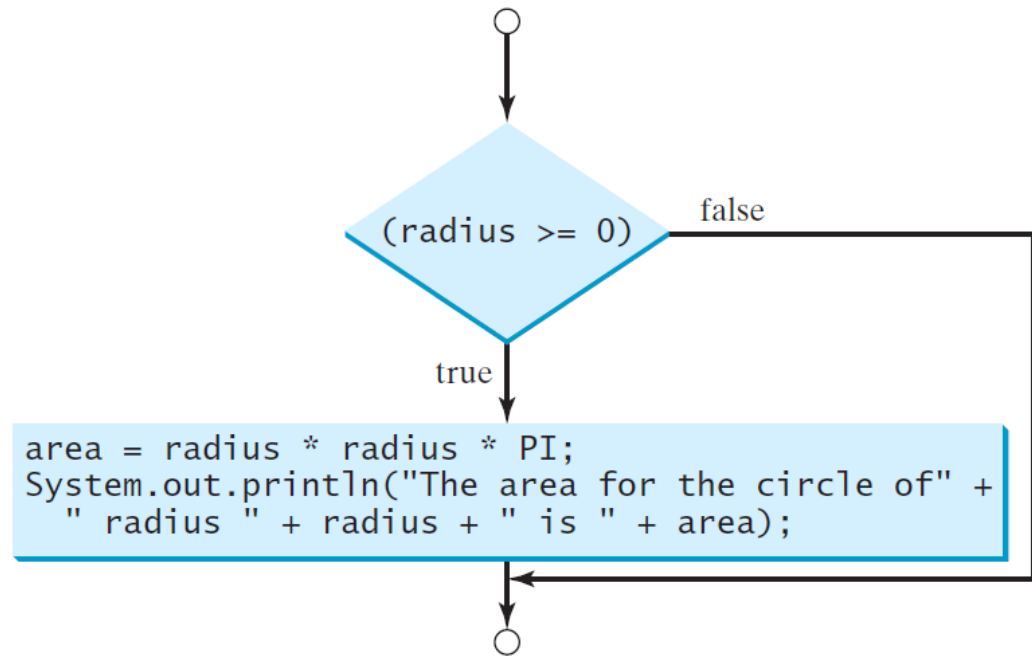 (radius >= 0)
false
true
area = radius * radius * PI;
System.out.println("The area for the circle of" +
" radius " + radius + " is " + area);